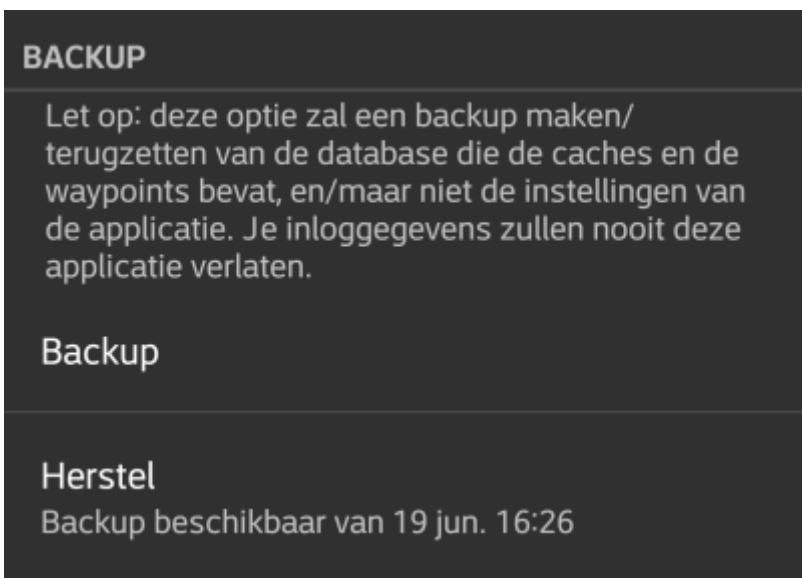 BACKUP
Let op: deze optie zal een backup maken/
terugzetten van de database die de caches en de
waypoints bevat, en/maar niet de instellingen van
de applicatie. Je inloggegevens zullen nooit deze
applicatie verlaten.
Backup
Herstel
Backup beschikbaar van 19 jun. 16:26